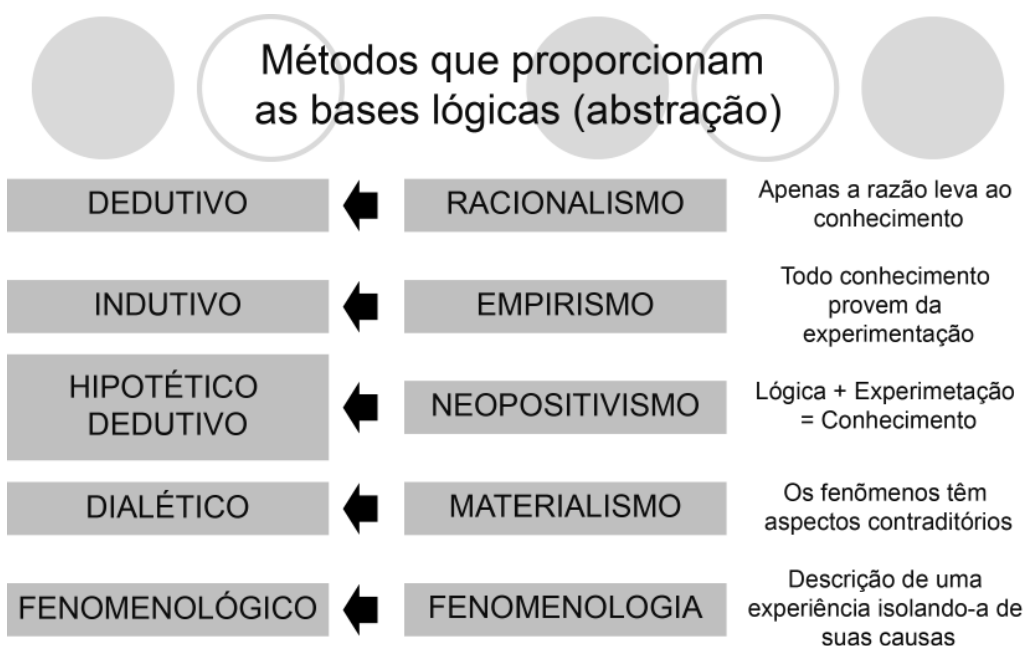 Métodos que proporcionam
as bases lógicas (abstração)
DEDUTIVO
RACIONALISMO
Apenas a razão leva ao
conhecimento
INDUTIVO
EMPIRISMO
Todo conhecimento
provem da
experimentação
HIPOTÉTICO
DEDUTIVO
NEOPOSITIVISMO
Lógica + Experimetação
= Conhecimento
DIALÉTICO
MATERIALISMO
Os fenõmenos têm
aspectos contraditórios
FENOMENOLÓGICO
FENOMENOLOGIA
Descrição de uma
experiência isolando-a de
suas causas